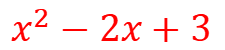 x² − 2x + 3